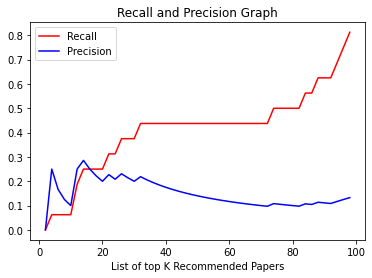 Recall and Precision Graph
Recall
Precision
0.8
0.7
0.6
0.5
0.4
0.3
0.2
0.1
0.0
0 20 40 60 80 100
List of top K Recommended Papers